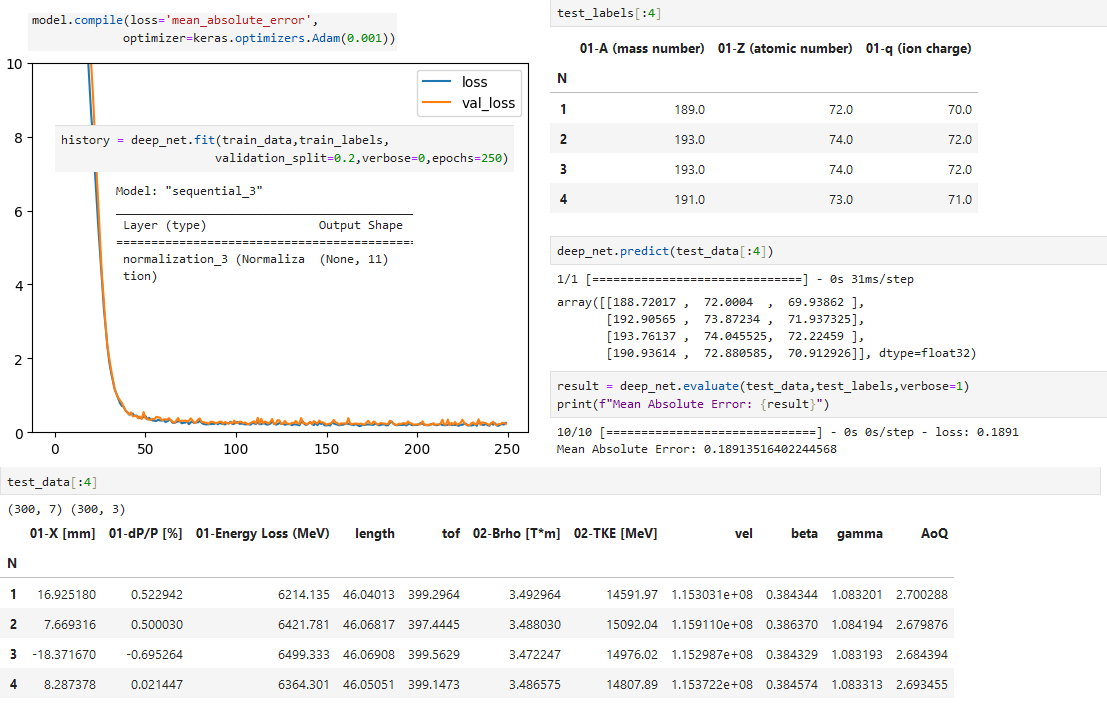 model.compile(loss='mean_absolute_error',
optimizer=keras.optimizers.Adam(0.001))
10
8
6
4
2
0
0 50 100 150 200 250
loss
val_loss
history = deep_net.fit(train_data,train_labels,
validation_split=0.2,verbose=0,epochs=250)
Model: "sequential_3"
Layer (type) Output Shape
=============================================
normalization_3 (Normaliza (None, 11)
tion)
test_labels[:4]
01-A (mass number) 01-Z (atomic number) 01-q (ion charge)
N
1 189.0 72.0 70.0
2 193.0 74.0 72.0
3 193.0 74.0 72.0
4 191.0 73.0 71.0
deep_net.predict(test_data[:4])
1/1 [==============================] - 0s 31ms/step
array([[188.72017 , 72.0004 , 69.93862 ],
[192.90565 , 73.87234 , 71.937325],
[193.76137 , 74.045525, 72.22459 ],
[190.93614 , 72.880585, 70.912926]], dtype=float32)
result = deep_net.evaluate(test_data,test_labels,verbose=1)
print(f"Mean Absolute Error: {result}")
10/10 [==============================] - 0s 0s/step - loss: 0.1891
Mean Absolute Error: 0.18913516402244568
test_data[:4]
(300, 7) (300, 3)
01-X [mm] 01-dP/P [%] 01-Energy Loss (MeV) length tof 02-Brho [T*m] 02-TKE [MeV] vel beta gamma AoQ
N
1 16.925180 0.522942 6214.135 46.04013 399.2964 3.492964 14591.97 1.153031e+08 0.384344 1.083201 2.700288
2 7.669316 0.500030 6421.781 46.06817 397.4445 3.488030 15092.04 1.159110e+08 0.386370 1.084194 2.679876
3 -18.371670 -0.695264 6499.333 46.06908 399.5629 3.472247 14976.02 1.152987e+08 0.384329 1.083193 2.684394
4 8.287378 0.021447 6364.301 46.05051 399.1473 3.486575 14807.89 1.153722e+08 0.384574 1.083313 2.693455